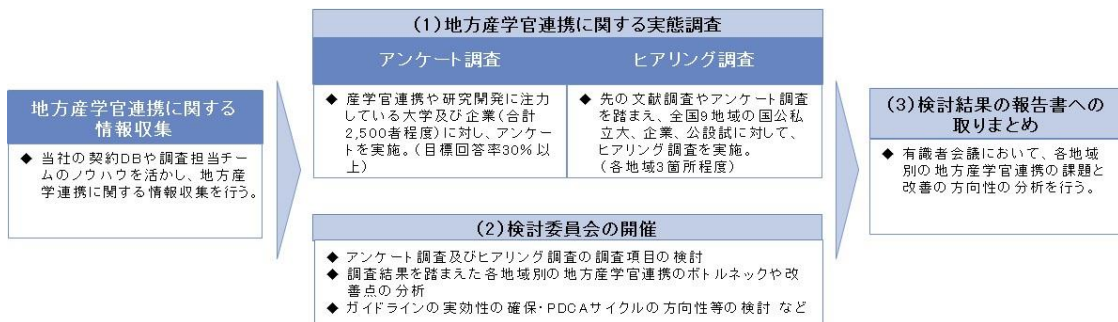 地方産学官連携に関する
情報収集
◆ 当社の契約DBや調査担当チー
ムのノウハウを活かし、地方産
学連携に関する情報収集を行う。
(1)地方産学官連携に関する実態調査
アンケート調査
◆ 産学官連携や研究開発に注力
している大学及び企業(合計
2,500者程度)に対し、アンケー
トを実施。(目標回答率30%以
上)
ヒアリング調査
◆ 先の文献調査やアンケート調査
を踏まえ、全国9地域の国公私
立大、企業、公設試に対して、
ヒアリング調査を実施。
(各地域3箇所程度)
(2)検討委員会の開催
◆ アンケート調査及びヒアリング調査の調査項目の検討
◆ 調査結果を踏まえた各地域別の地方産学官連携のボトルネックや改
善点の分析
◆ ガイドラインの実効性の確保・PDCAサイクルの方向性等の検討 など
(3)検討結果の報告書への
取りまとめ
◆ 有識者会議において、各地域
別の地方産学官連携の課題と
改善の方向性の分析を行う。